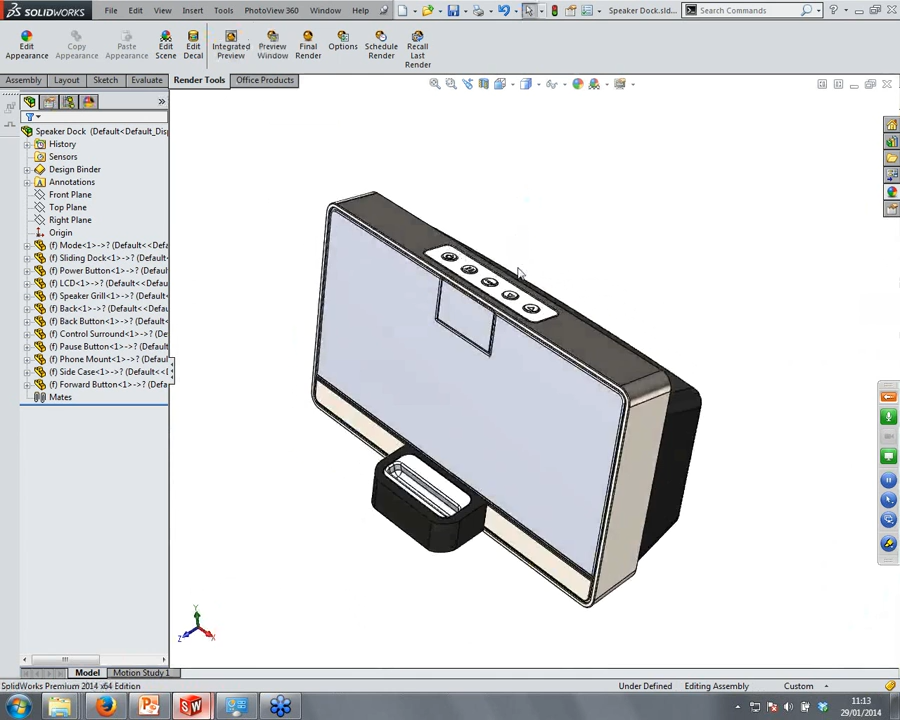 SOLIDWORKS File Edit View Insert Tools PhotoView 360 Window Help Speaker Dock.sld... Search Commands
Edit Appearance Copy Appearance Paste Appearance Edit Scene Edit Decal Integrated Preview Preview Window Final Render Options Schedule Render Recall Last Render
Assembly Layout Sketch Evaluate Render Tools Office Products
Speaker Dock (Default<Default_Disp
History
Sensors
Design Binder
Annotations
Front Plane
Top Plane
Right Plane
Origin
(f) Mode<1>->? (Default<<Defau
(f) Sliding Dock<1>->? (Default<
(f) Power Button<1>->? (Default
(f) LCD<1>->? (Default<<Default
(f) Speaker Grill<1>->? (Default<
(f) Back<1>->? (Default<<Default
(f) Back Button<1>->? (Default<
(f) Control Surround<1>->? (Def
(f) Pause Button<1>->? (Default
(f) Phone Mount<1>->? (Default
(f) Side Case<1>->? (Default<<D
(f) Forward Button<1>->? (Defa
Mates
Y
Z X
Model Motion Study 1
SolidWorks Premium 2014 x64 Edition Under Defined Editing Assembly Custom
11:13
29/01/2014